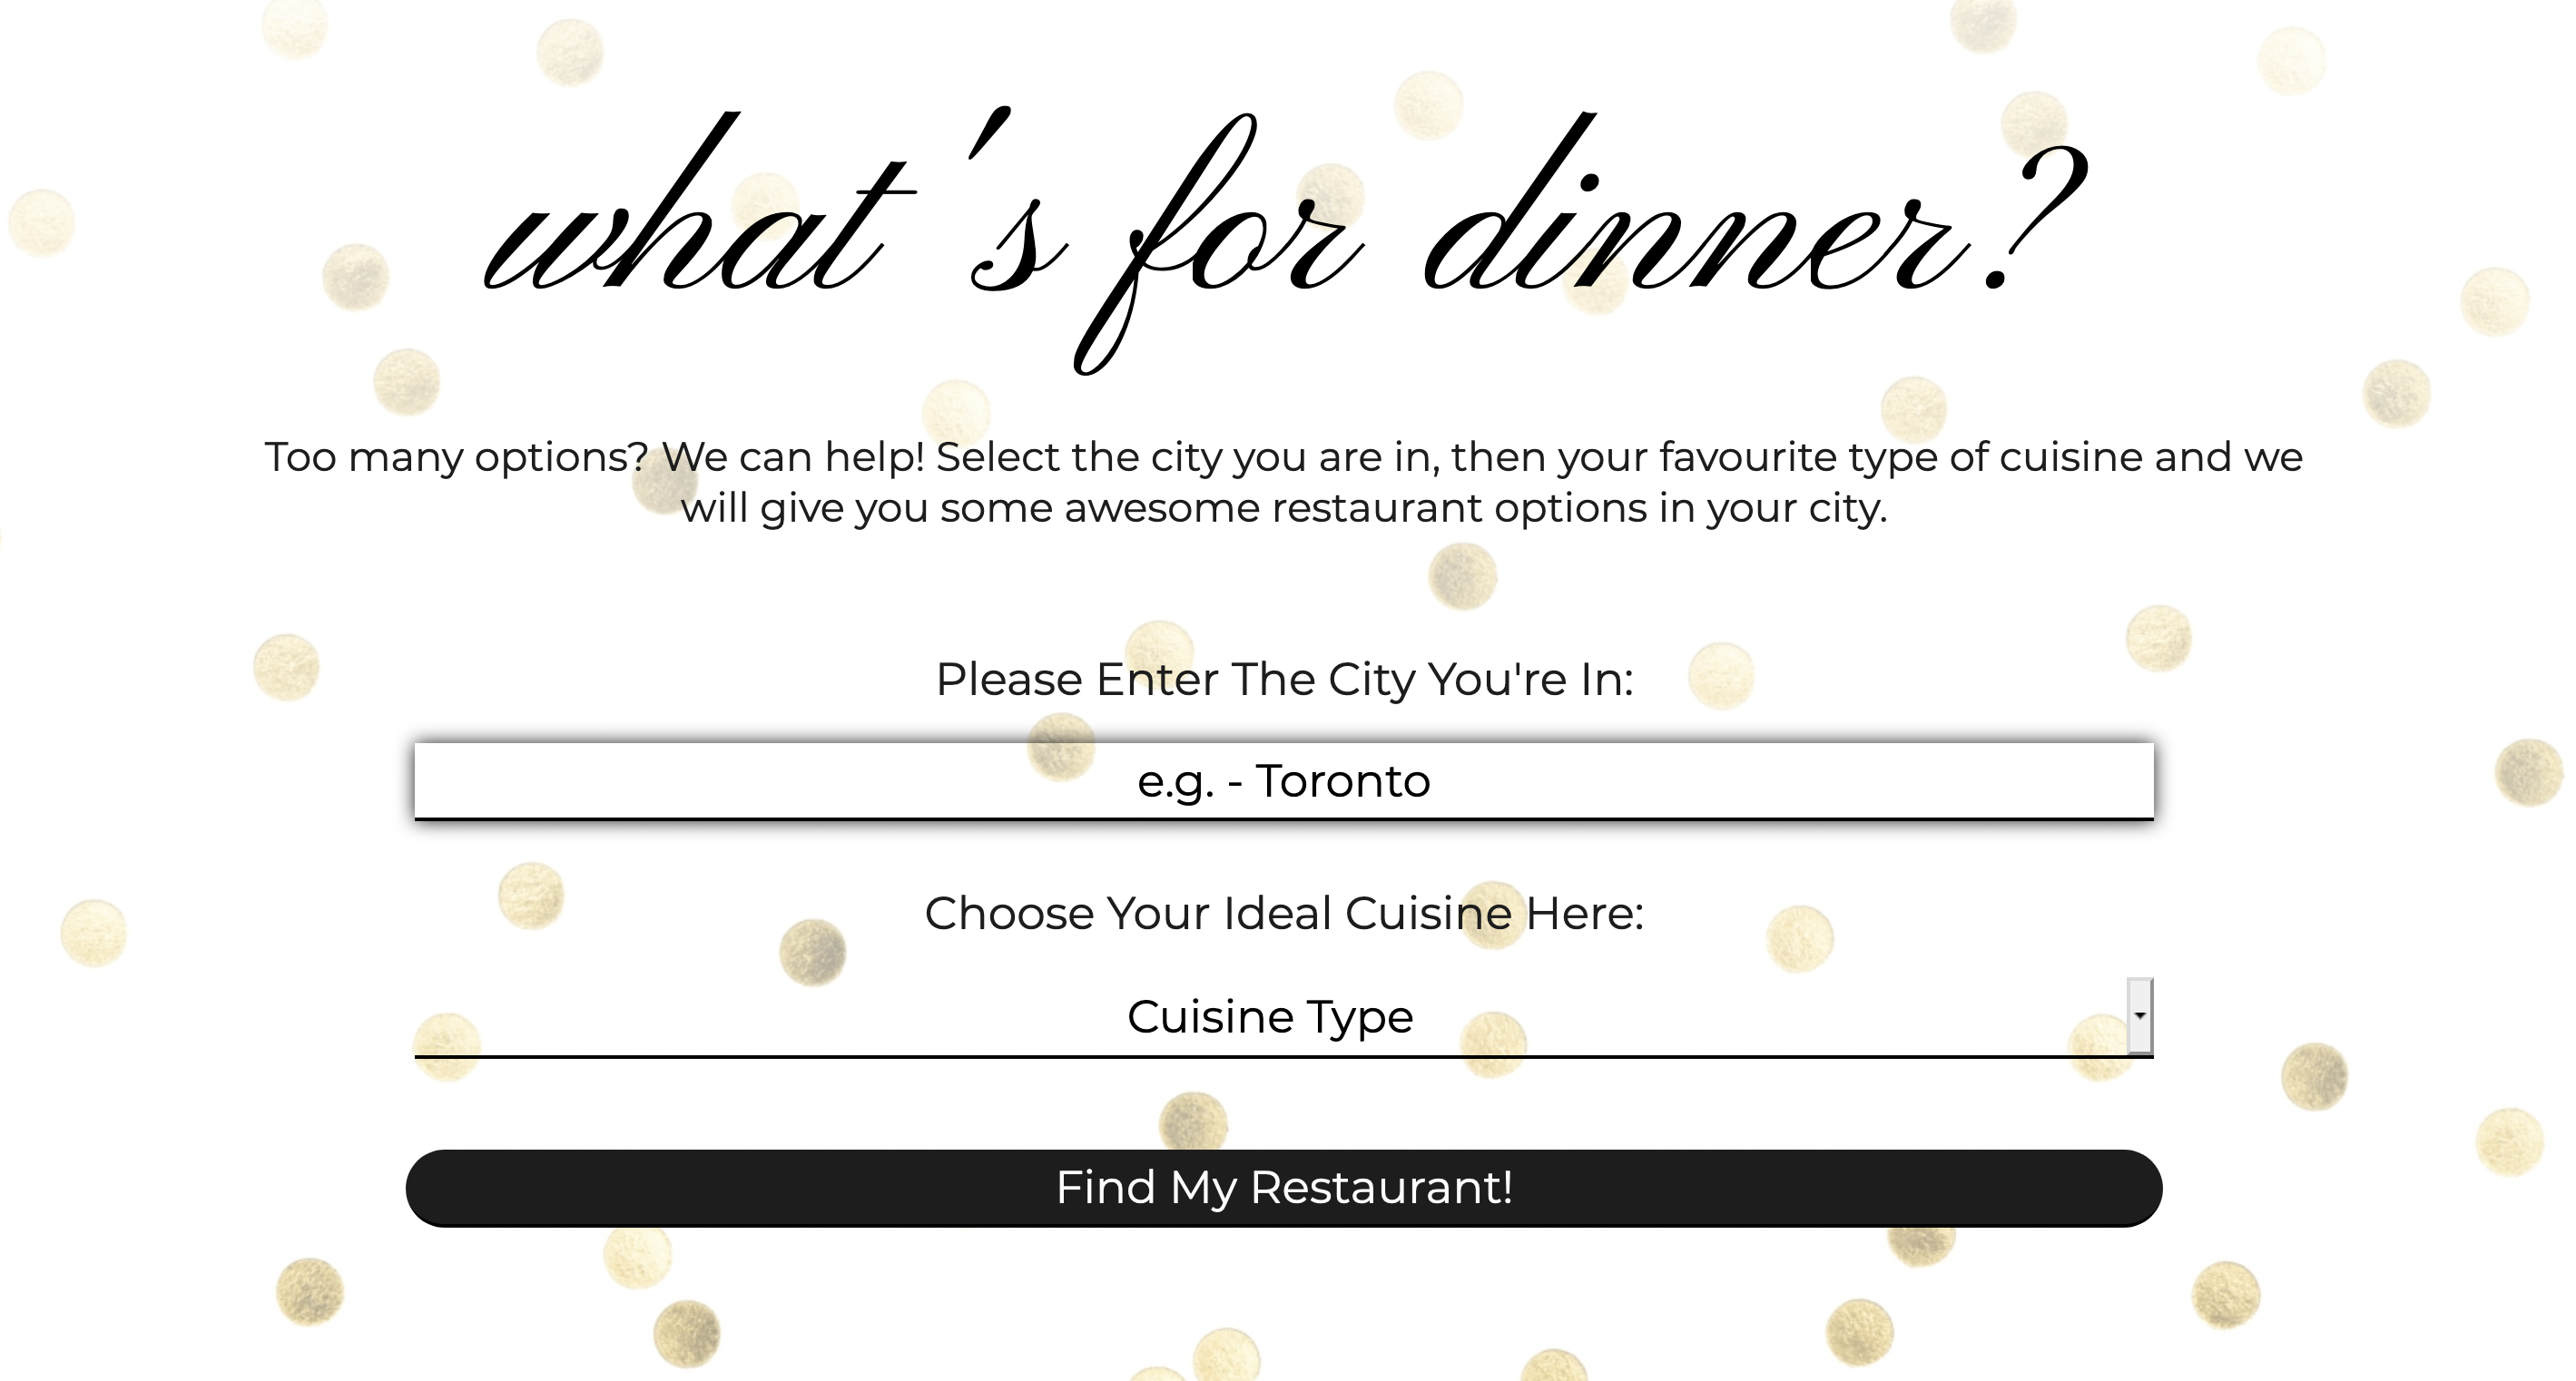 what's for dinner?
Too many options? We can help! Select the city you are in, then your favourite type of cuisine and we
will give you some awesome restaurant options in your city.
Please Enter The City You're In:
e.g. - Toronto
Choose Your Ideal Cuisine Here:
Cuisine Type
Find My Restaurant!